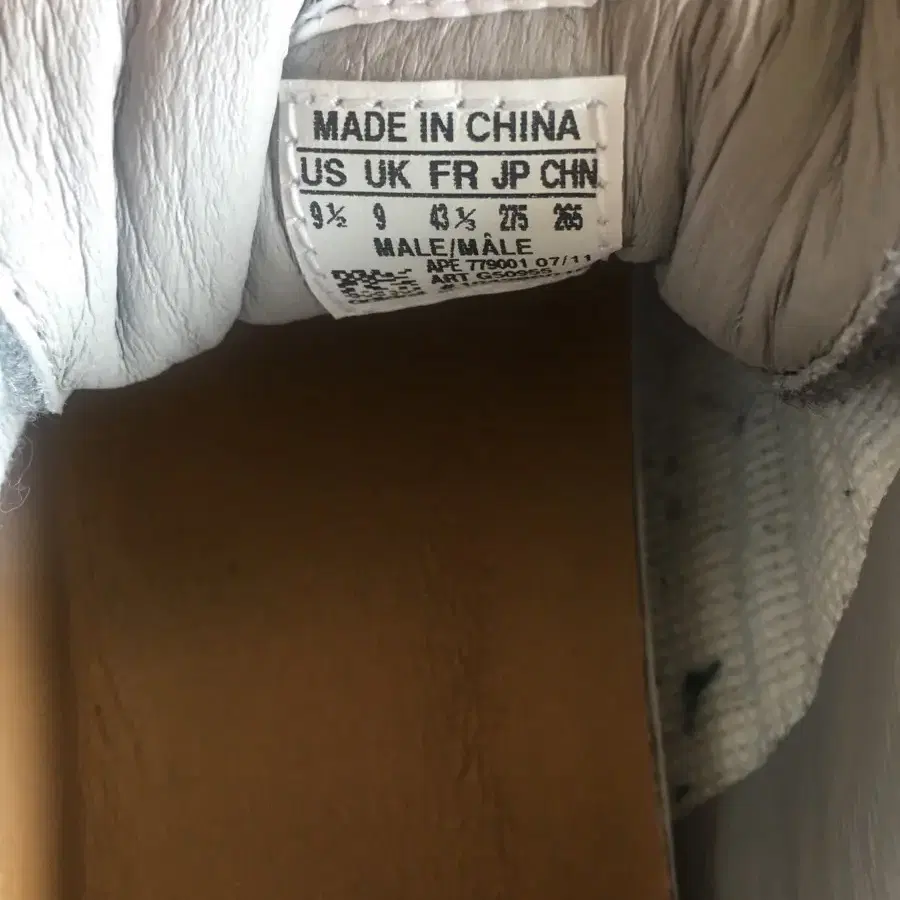 MADE IN CHINA
US UK FR JP CHN
9½ 9 43⅓ 275 265
MALE/MÂLE
APE 779001 07/11
ART G50955